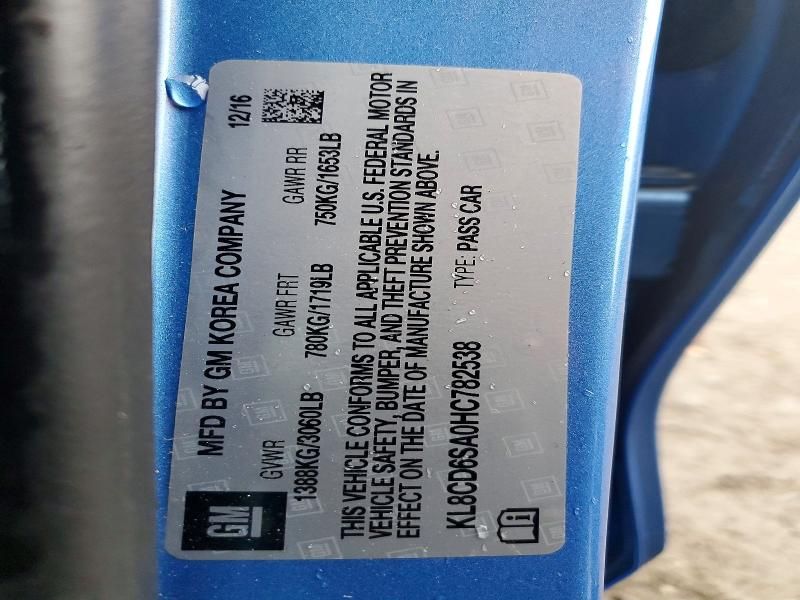 GM
MFD BY GM KOREA COMPANY 12/16
GVWR GAWR FRT GAWR RR
1388KG/3060LB 780KG/1719LB 750KG/1653LB
THIS VEHICLE CONFORMS TO ALL APPLICABLE U.S. FEDERAL MOTOR
VEHICLE SAFETY, BUMPER, AND THEFT PREVENTION STANDARDS IN
EFFECT ON THE DATE OF MANUFACTURE SHOWN ABOVE.
KL8CD6SA0HC782538 TYPE: PASS CAR